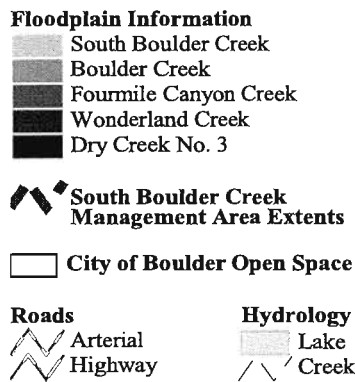 Floodplain Information
South Boulder Creek
Boulder Creek
Fourmile Canyon Creek
Wonderland Creek
Dry Creek No. 3
South Boulder Creek
Management Area Extents
City of Boulder Open Space
Roads
Arterial
Highway
Hydrology
Lake
Creek